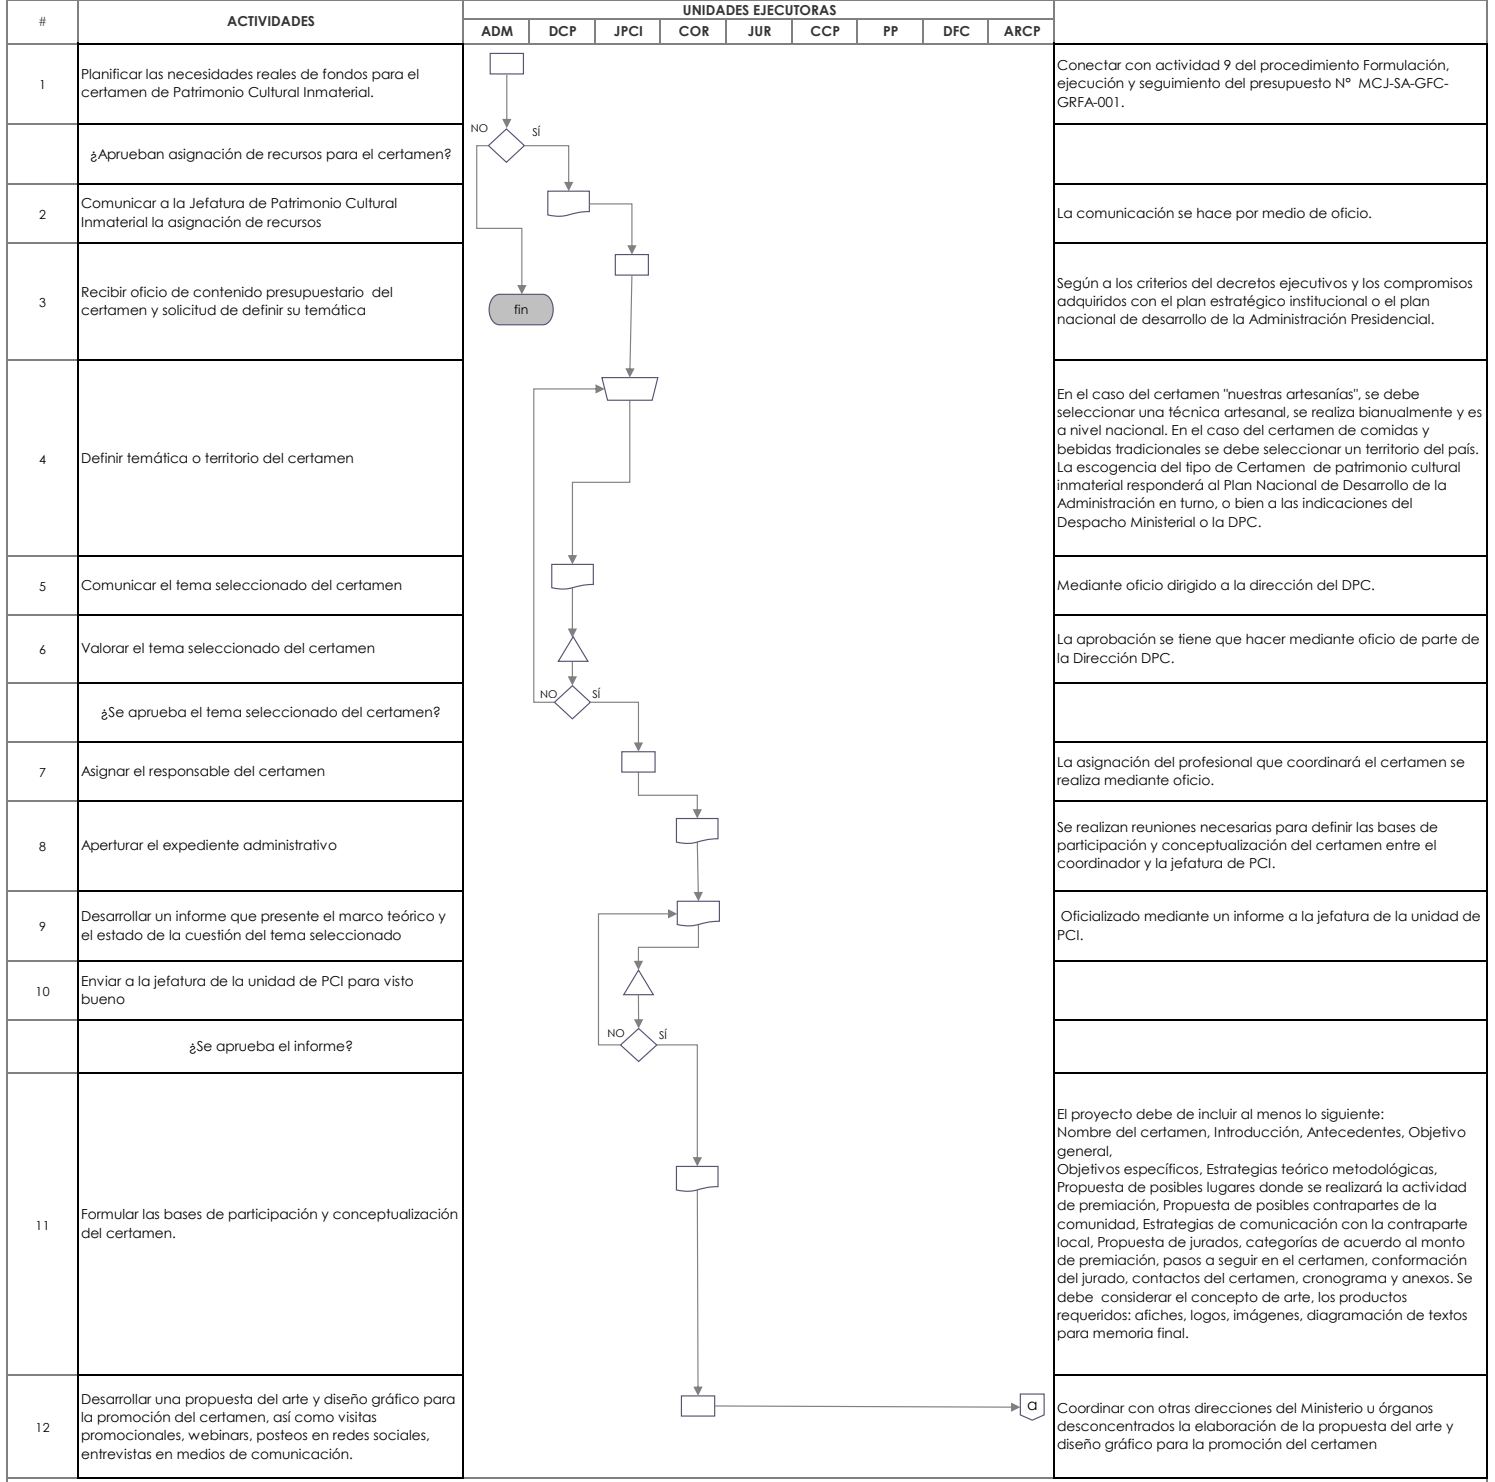 #
ACTIVIDADES
UNIDADES EJECUTORAS
ADM DCP JPCI COR JUR CCP PP DFC ARCP
1
Planificar las necesidades reales de fondos para el
certamen de Patrimonio Cultural Inmaterial.
Conectar con actividad 9 del procedimiento Formulación,
ejecución y seguimiento del presupuesto N° MCJ-SA-GFC-
GRFA-001.
¿Aprueban asignación de recursos para el certamen?
NO
SÍ
2
Comunicar a la Jefatura de Patrimonio Cultural
Inmaterial la asignación de recursos
La comunicación se hace por medio de oficio.
3
Recibir oficio de contenido presupuestario del
certamen y solicitud de definir su temática
fin
Según a los criterios del decretos ejecutivos y los compromisos
adquiridos con el plan estratégico institucional o el plan
nacional de desarrollo de la Administración Presidencial.
4
Definir temática o territorio del certamen
En el caso del certamen "nuestras artesanías", se debe
seleccionar una técnica artesanal, se realiza bianualmente y es
a nivel nacional. En el caso del certamen de comidas y
bebidas tradicionales se debe seleccionar un territorio del país.
La escogencia del tipo de Certamen de patrimonio cultural
inmaterial responderá al Plan Nacional de Desarrollo de la
Administración en turno, o bien a las indicaciones del
Despacho Ministerial o la DPC.
5
Comunicar el tema seleccionado del certamen
Mediante oficio dirigido a la dirección del DPC.
6
Valorar el tema seleccionado del certamen
La aprobación se tiene que hacer mediante oficio de parte de
la Dirección DPC.
¿Se aprueba el tema seleccionado del certamen?
NO
SÍ
7
Asignar el responsable del certamen
La asignación del profesional que coordinará el certamen se
realiza mediante oficio.
8
Aperturar el expediente administrativo
Se realizan reuniones necesarias para definir las bases de
participación y conceptualización del certamen entre el
coordinador y la jefatura de PCI.
9
Desarrollar un informe que presente el marco teórico y
el estado de la cuestión del tema seleccionado
Oficializado mediante un informe a la jefatura de la unidad de
PCI.
10
Enviar a la jefatura de la unidad de PCI para visto
bueno
¿Se aprueba el informe?
NO
SÍ
11
Formular las bases de participación y conceptualización
del certamen.
El proyecto debe de incluir al menos lo siguiente:
Nombre del certamen, Introducción, Antecedentes, Objetivo
general,
Objetivos específicos, Estrategias teórico metodológicas,
Propuesta de posibles lugares donde se realizará la actividad
de premiación, Propuesta de posibles contrapartes de la
comunidad, Estrategias de comunicación con la contraparte
local, Propuesta de jurados, categorías de acuerdo al monto
de premiación, pasos a seguir en el certamen, conformación
del jurado, contactos del certamen, cronograma y anexos. Se
debe considerar el concepto de arte, los productos
requeridos: afiches, logos, imágenes, diagramación de textos
para memoria final.
12
Desarrollar una propuesta del arte y diseño gráfico para
la promoción del certamen, así como visitas
promocionales, webinars, posteos en redes sociales,
entrevistas en medios de comunicación.
a
Coordinar con otras direcciones del Ministerio u órganos
desconcentrados la elaboración de la propuesta del arte y
diseño gráfico para la promoción del certamen